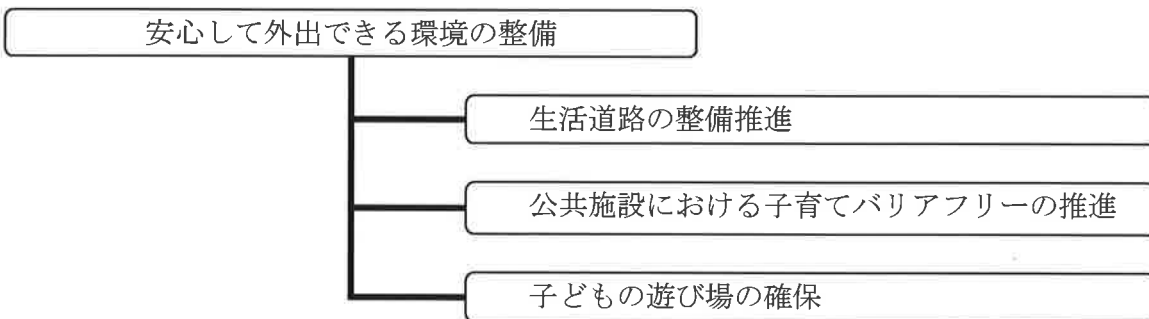 安心して外出できる環境の整備
生活道路の整備推進
公共施設における子育てバリアフリーの推進
子どもの遊び場の確保